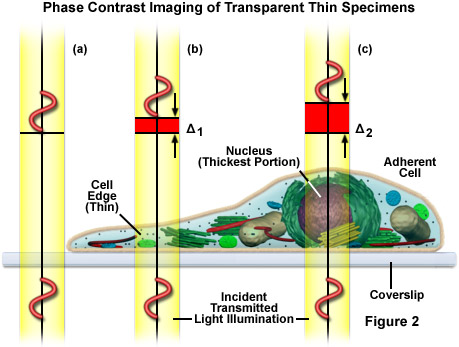 Phase Contrast Imaging of Transparent Thin Specimens
(a)
(b)
(c)
Δ1
Δ2
Nucleus
(Thickest Portion)
Adherent
Cell
Cell
Edge
(Thin)
Incident
Transmitted
Light Illumination
Coverslip
Figure 2